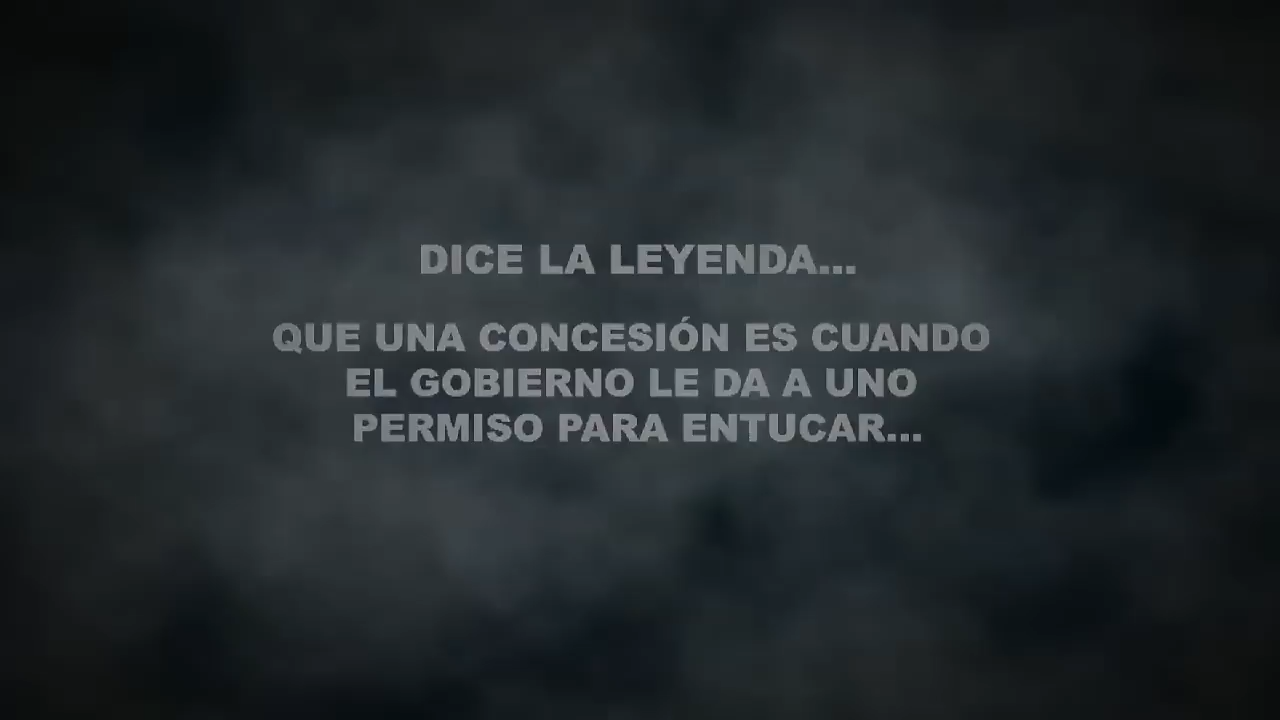 DICE LA LEYENDA...
QUE UNA CONCESIÓN ES CUANDO
EL GOBIERNO LE DA A UNO
PERMISO PARA ENTUCAR...